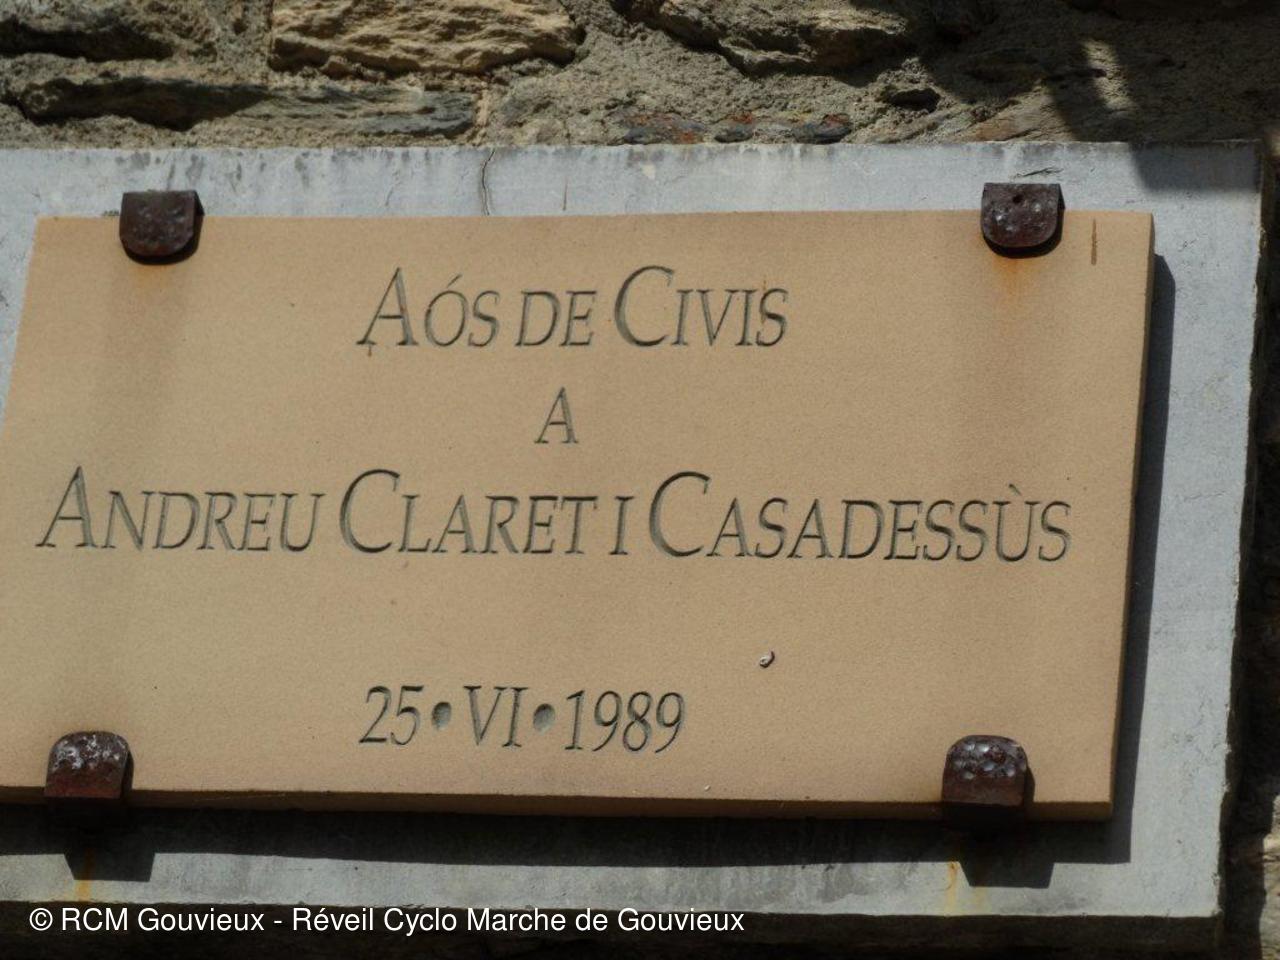 AÓS DE CIVIS
A
ANDREU CLARET I CASADESSÙS
25•VI•1989
© RCM Gouvieux - Réveil Cyclo Marche de Gouvieux